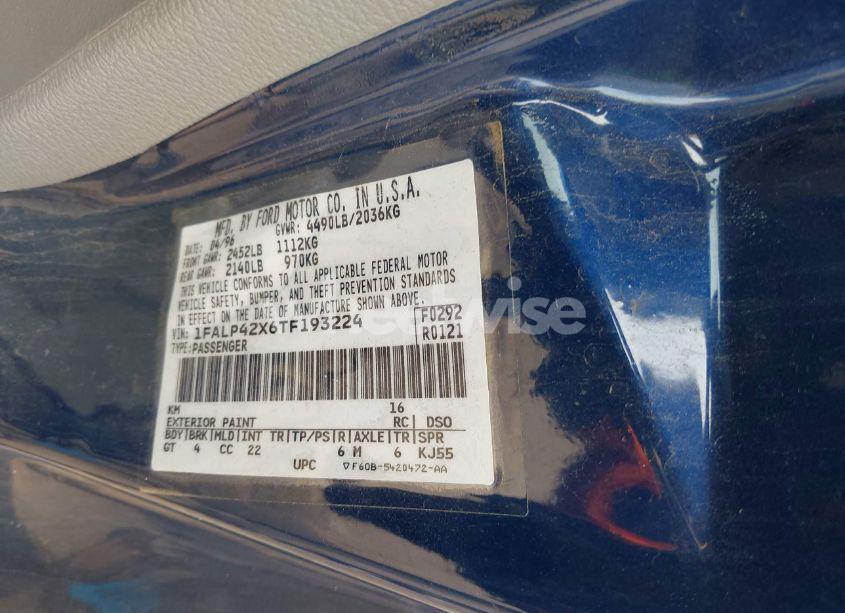 MFD. BY FORD MOTOR CO. IN U.S.A.
DATE: 04/96 GVWR: 4490LB/2036KG
FRONT GAWR: 2452LB 1112KG
REAR GAWR: 2140LB 970KG
THIS VEHICLE CONFORMS TO ALL APPLICABLE FEDERAL MOTOR
VEHICLE SAFETY, BUMPER, AND THEFT PREVENTION STANDARDS
IN EFFECT ON THE DATE OF MANUFACTURE SHOWN ABOVE.
VIN: 1FALP42X6TF193224 F0292
TYPE: PASSENGER R0121
KM 16
EXTERIOR PAINT RC| DSO
BDY|BRK|MLD|INT TR|TP/PS|R|AXLE|TR|SPR
GT 4 CC 22 6 M 6 KJ55
UPC ▽F60B-5420472-AA